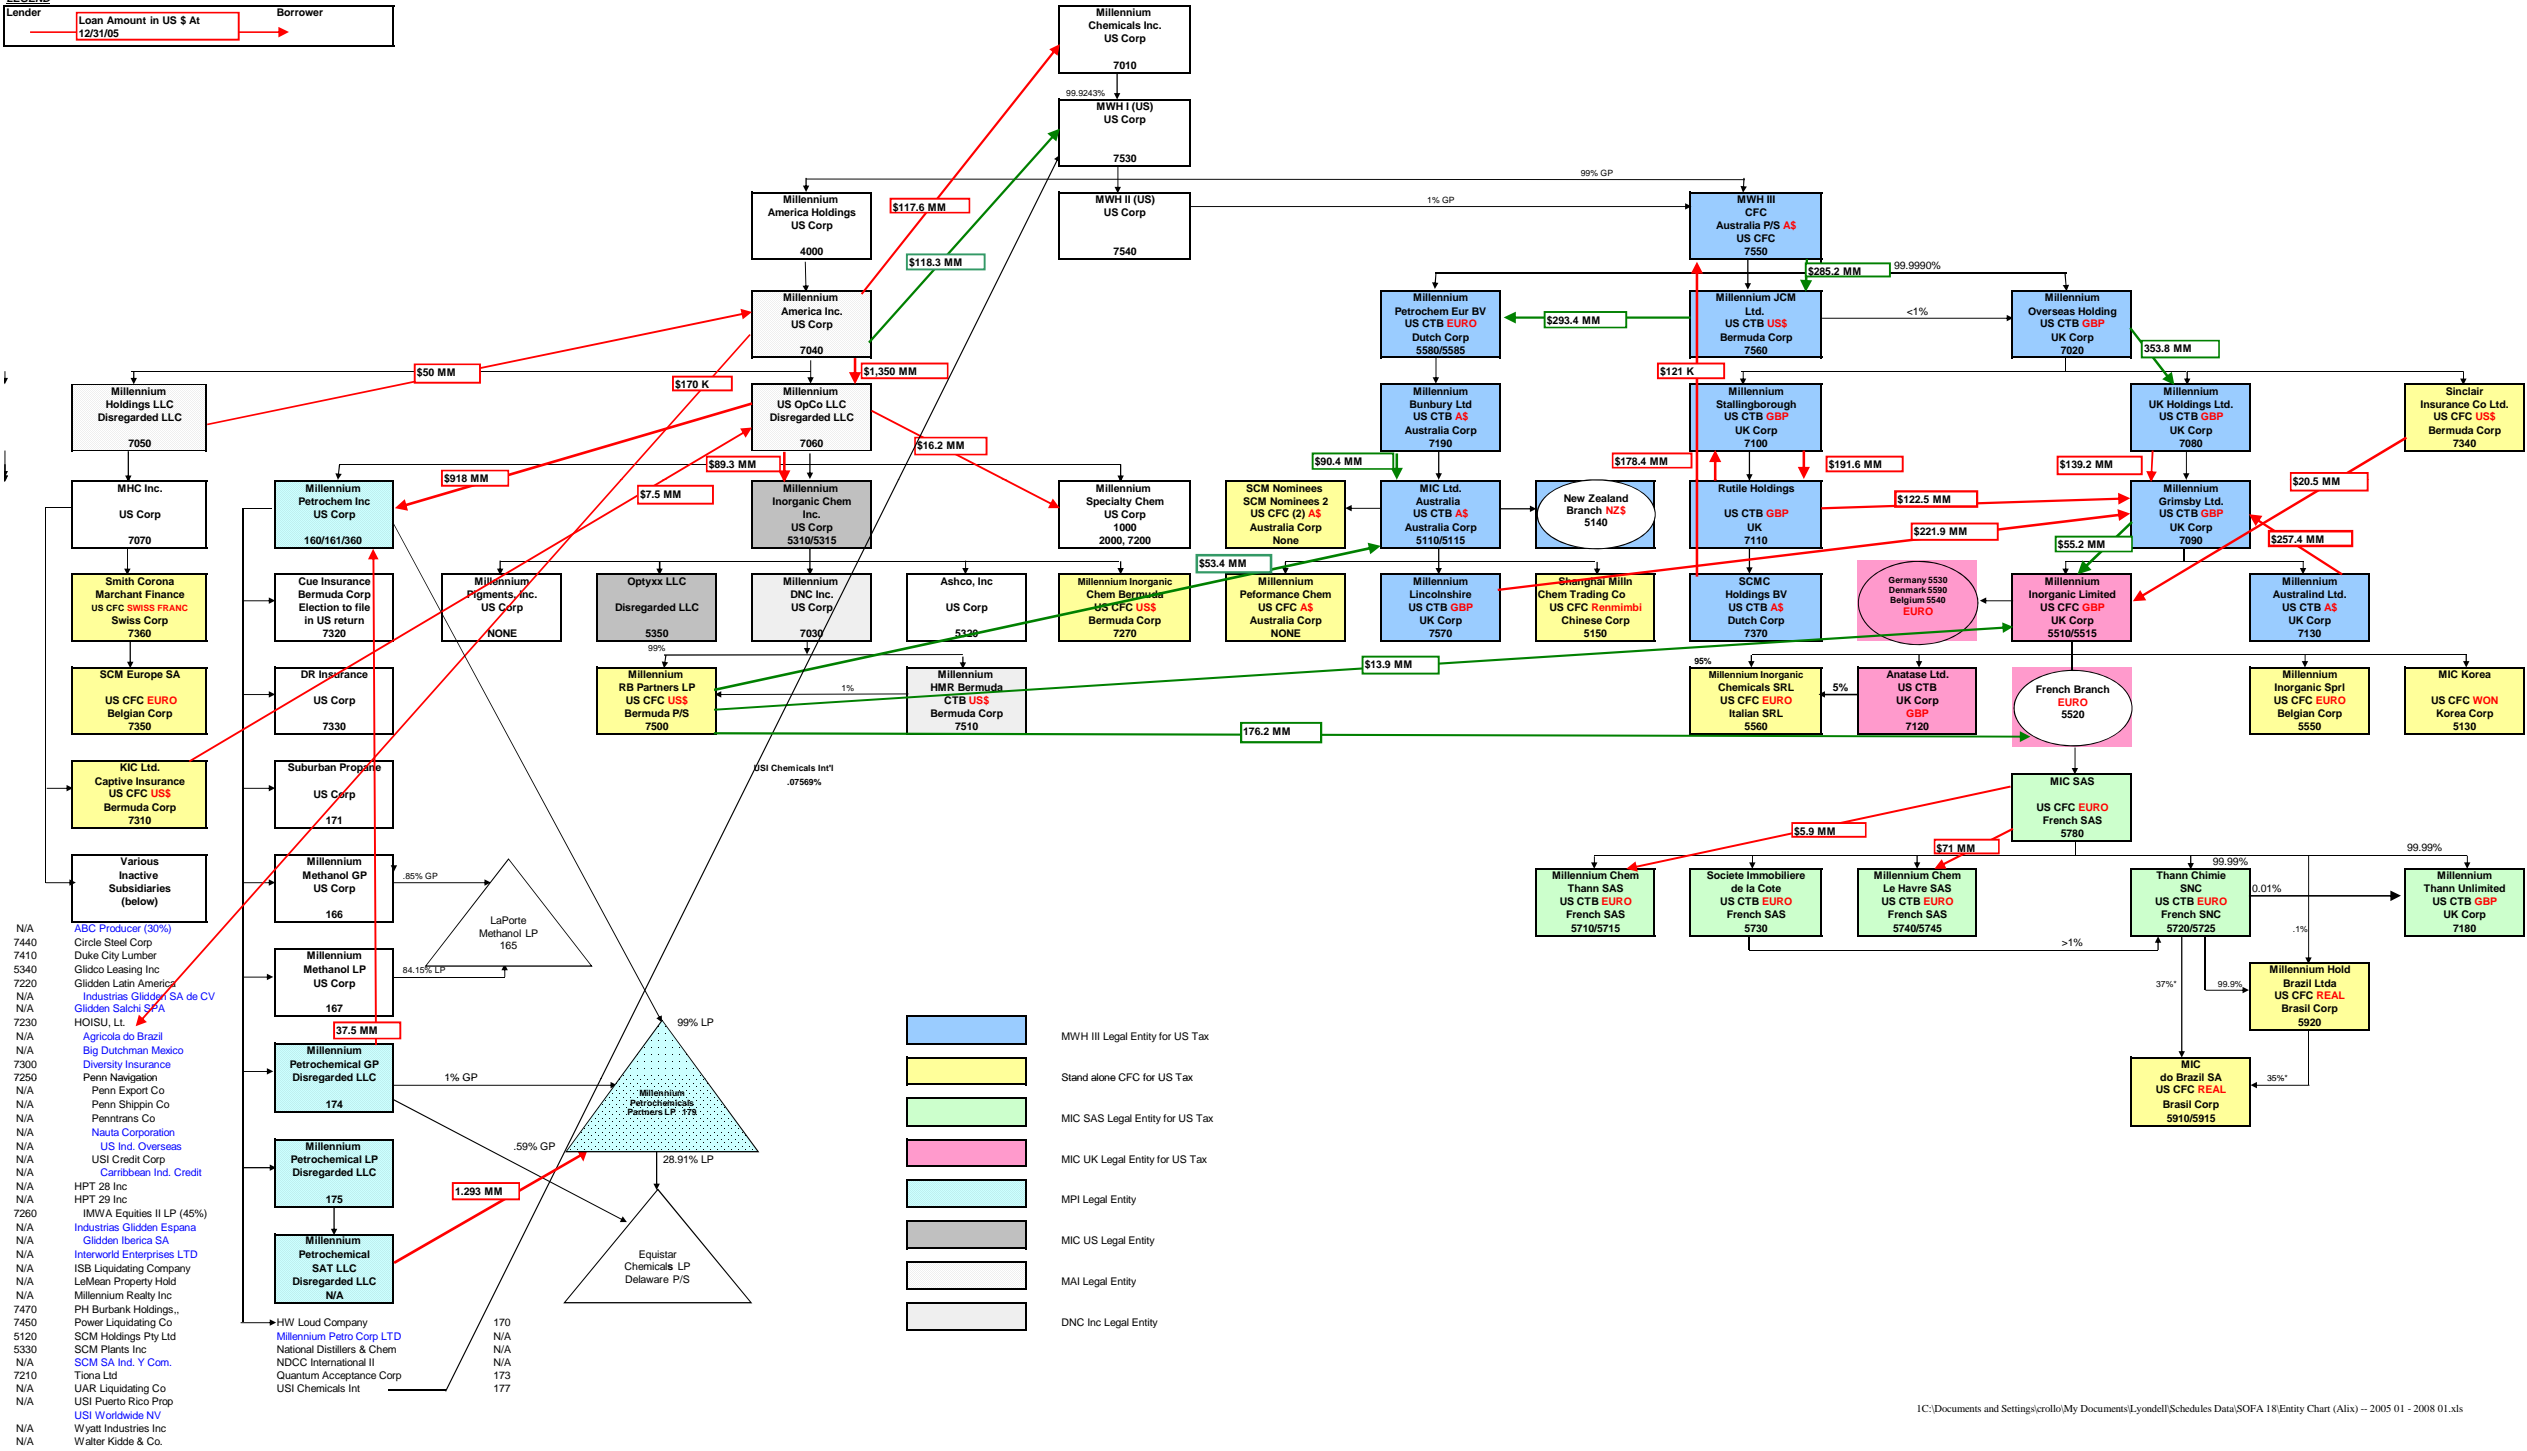 LEGEND
Lender
Borrower
Loan Amount in US $ At
12/31/05
Millennium
Chemicals Inc.
US Corp
7010
99.9243%
MWH I (US)
US Corp
7530
99% GP
Millennium
America Holdings
US Corp
4000
$117.6 MM
MWH II (US)
US Corp
7540
1% GP
MWH III
CFC
Australia P/S A$
US CFC
7550
$118.3 MM
$285.2 MM
99.9990%
Millennium
America Inc.
US Corp
7040
Millennium
Petrochem Eur BV
US CTB EURO
Dutch Corp
5580/5585
$293.4 MM
Millennium JCM
Ltd.
US CTB US$
Bermuda Corp
7560
<1%
Millennium
Overseas Holding
US CTB GBP
UK Corp
7020
353.8 MM
$50 MM
$170 K
$1,350 MM
$121 K
Millennium
Holdings LLC
Disregarded LLC
7050
Millennium
US OpCo LLC
Disregarded LLC
7060
$16.2 MM
Millennium
Bunbury Ltd
US CTB A$
Australia Corp
7190
Millennium
Stallingborough
US CTB GBP
UK Corp
7100
Millennium
UK Holdings Ltd.
US CTB GBP
UK Corp
7080
Sinclair
Insurance Co Ltd.
US CFC US$
Bermuda Corp
7340
$918 MM
$89.3 MM
$7.5 MM
$90.4 MM
$178.4 MM
$191.6 MM
$139.2 MM
$20.5 MM
MHC Inc.
US Corp
7070
Millennium
Petrochem Inc
US Corp
160/161/360
Millennium
Inorganic Chem
Inc.
US Corp
5310/5315
Millennium
Specialty Chem
US Corp
1000
2000, 7200
SCM Nominees
SCM Nominees 2
US CFC (2) A$
Australia Corp
None
MIC Ltd.
Australia
US CTB A$
Australia Corp
5110/5115
New Zealand
Branch NZ$
5140
Rutile Holdings
US CTB GBP
UK
7110
$122.5 MM
$221.9 MM
Millennium
Grimsby Ltd.
US CTB GBP
UK Corp
7090
$55.2 MM
$257.4 MM
$53.4 MM
Smith Corona
Marchant Finance
US CFC SWISS FRANC
Swiss Corp
7360
Cue Insurance
Bermuda Corp
Election to file
in US return
7320
Millennium
Pigments, Inc.
US Corp
NONE
Optyxx LLC
Disregarded LLC
5350
Millennium
DNC Inc.
US Corp
7030
Ashco, Inc
US Corp
5320
Millennium Inorganic
Chem Bermuda
US CFC US$
Bermuda Corp
7270
Millennium
Peformance Chem
US CFC A$
Australia Corp
NONE
Millennium
Lincolnshire
US CTB GBP
UK Corp
7570
Shanghai Milln
Chem Trading Co
US CFC Renmimbi
Chinese Corp
5150
SCMC
Holdings BV
US CTB A$
Dutch Corp
7370
Germany 5530
Denmark 5590
Belgium 5540
EURO
Millennium
Inorganic Limited
US CFC GBP
UK Corp
5510/5515
Millennium
Australind Ltd.
US CTB A$
UK Corp
7130
99%
$13.9 MM
SCM Europe SA
US CFC EURO
Belgian Corp
7350
DR Insurance
US Corp
7330
Millennium
RB Partners LP
US CFC US$
Bermuda P/S
7500
1%
Millennium
HMR Bermuda
CTB US$
Bermuda Corp
7510
176.2 MM
95%
Millennium Inorganic
Chemicals SRL
US CFC EURO
Italian SRL
5560
5%
Anatase Ltd.
US CTB
UK Corp
GBP
7120
French Branch
EURO
5520
Millennium
Inorganic Sprl
US CFC EURO
Belgian Corp
5550
MIC Korea
US CFC WON
Korea Corp
5130
KIC Ltd.
Captive Insurance
US CFC US$
Bermuda Corp
7310
Suburban Propane
US Corp
171
USI Chemicals Int'l
.07569%
MIC SAS
US CFC EURO
French SAS
5780
$5.9 MM
$71 MM
99.99%
99.99%
Various
Inactive
Subsidiaries
(below)
Millennium
Methanol GP
US Corp
166
.85% GP
LaPorte
Methanol LP
165
Millennium Chem
Thann SAS
US CTB EURO
French SAS
5710/5715
Societe Immobiliere
de la Cote
US CTB EURO
French SAS
5730
Millennium Chem
Le Havre SAS
US CTB EURO
French SAS
5740/5745
Thann Chimie
SNC
US CTB EURO
French SNC
5720/5725
0.01%
Millennium
Thann Unlimited
US CTB GBP
UK Corp
7180
>1%
.1%
Millennium
Methanol LP
US Corp
167
84.15% LP
37%*
99.9%
Millennium Hold
Brazil Ltda
US CFC REAL
Brasil Corp
5920
37.5 MM
99% LP
Millennium
Petrochemical GP
Disregarded LLC
174
1% GP
Millennium
Petrochemicals
Partners LP 179
MIC
do Brazil SA
US CFC REAL
Brasil Corp
5910/5915
35%*
.59% GP
28.91% LP
Millennium
Petrochemical LP
Disregarded LLC
175
1.293 MM
Millennium
Petrochemical
SAT LLC
Disregarded LLC
N/A
Equistar
Chemicals LP
Delaware P/S
N/A ABC Producer (30%)
7440 Circle Steel Corp
7410 Duke City Lumber
5340 Glidco Leasing Inc
7220 Glidden Latin America
N/A Industrias Glidden SA de CV
N/A Glidden Salchi SPA
7230 HOISU, Lt.
N/A Agricola do Brazil
N/A Big Dutchman Mexico
7300 Diversity Insurance
7250 Penn Navigation
N/A Penn Export Co
N/A Penn Shippin Co
N/A Penntrans Co
N/A Nauta Corporation
N/A US Ind. Overseas
N/A USI Credit Corp
N/A Carribbean Ind. Credit
N/A HPT 28 Inc
N/A HPT 29 Inc
7260 IMWA Equities II LP (45%)
N/A Industrias Glidden Espana
N/A Glidden Iberica SA
N/A Interworld Enterprises LTD
N/A ISB Liquidating Company
N/A LeMean Property Hold
N/A Millennium Realty Inc
7470 PH Burbank Holdings,,
7450 Power Liquidating Co
5120 SCM Holdings Pty Ltd
5330 SCM Plants Inc
N/A SCM SA Ind. Y Com.
7210 Tiona Ltd
N/A UAR Liquidating Co
N/A USI Puerto Rico Prop
USI Worldwide NV
N/A Wyatt Industries Inc
N/A Walter Kidde & Co.
HW Loud Company 170
Millennium Petro Corp LTD N/A
National Distillers & Chem N/A
NDCC International II N/A
Quantum Acceptance Corp 173
USI Chemicals Int 177
MWH III Legal Entity for US Tax
Stand alone CFC for US Tax
MIC SAS Legal Entity for US Tax
MIC UK Legal Entity for US Tax
MPI Legal Entity
MIC US Legal Entity
MAI Legal Entity
DNC Inc Legal Entity
1C:\Documents and Settings\crollo\My Documents\Lyondell\Schedules Data\SOFA 18\Entity Chart (Alix) -- 2005 01 - 2008 01.xls